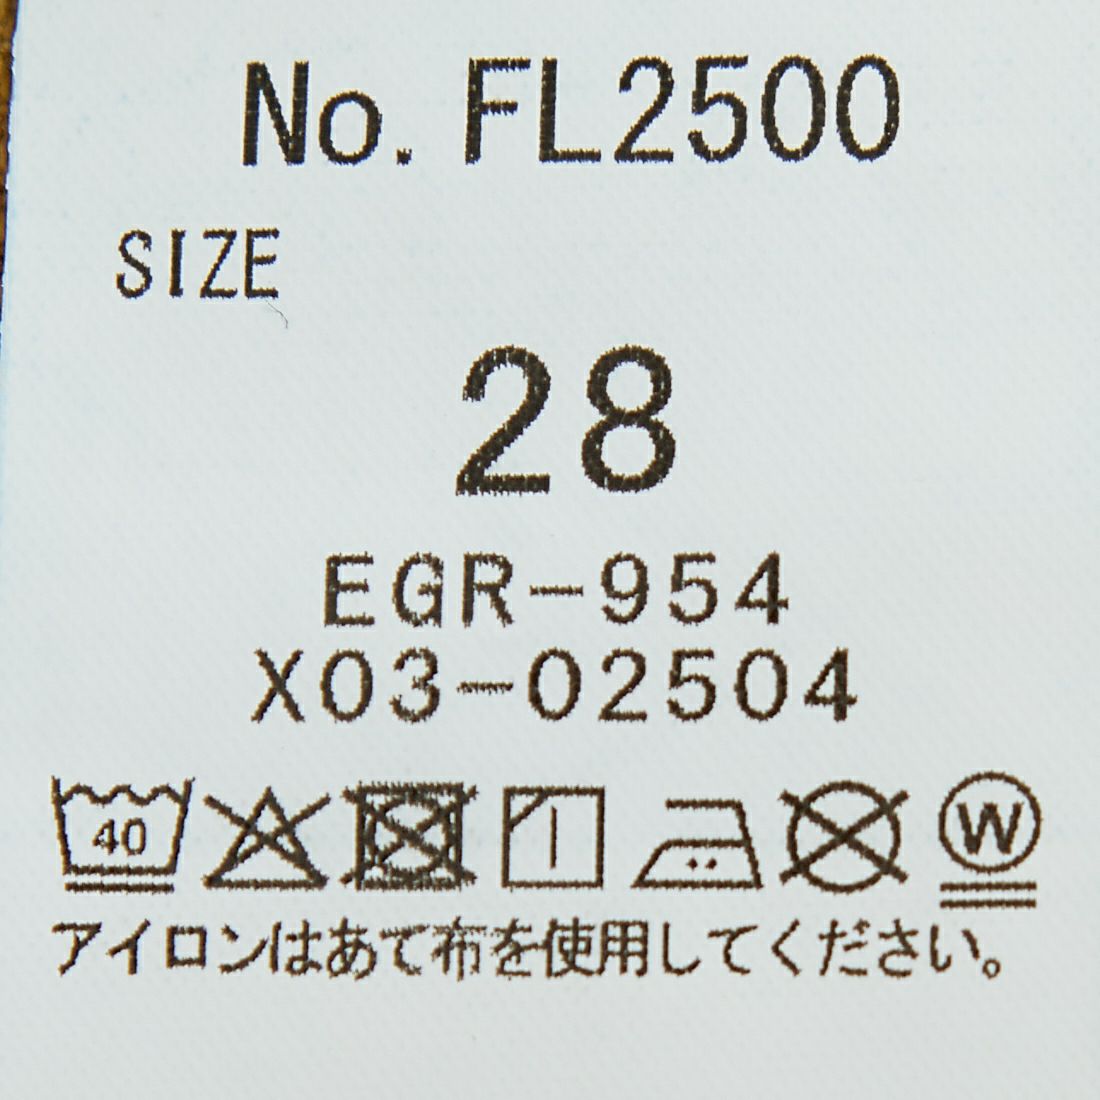 No. FL2500
SIZE
28
EGR-954
X03-02504
40 W
アイロンはあて布を使用してください。